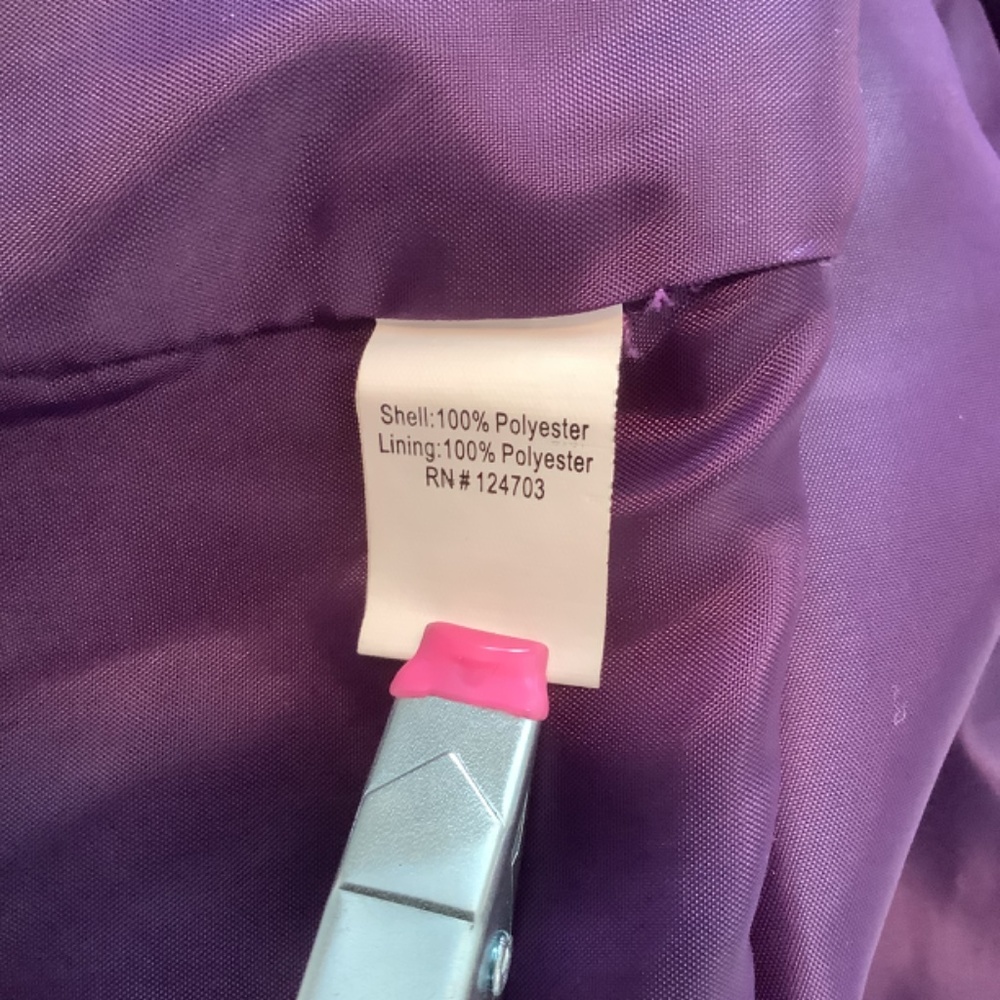 Shell:100% Polyester
Lining:100% Polyester
RN# 124703